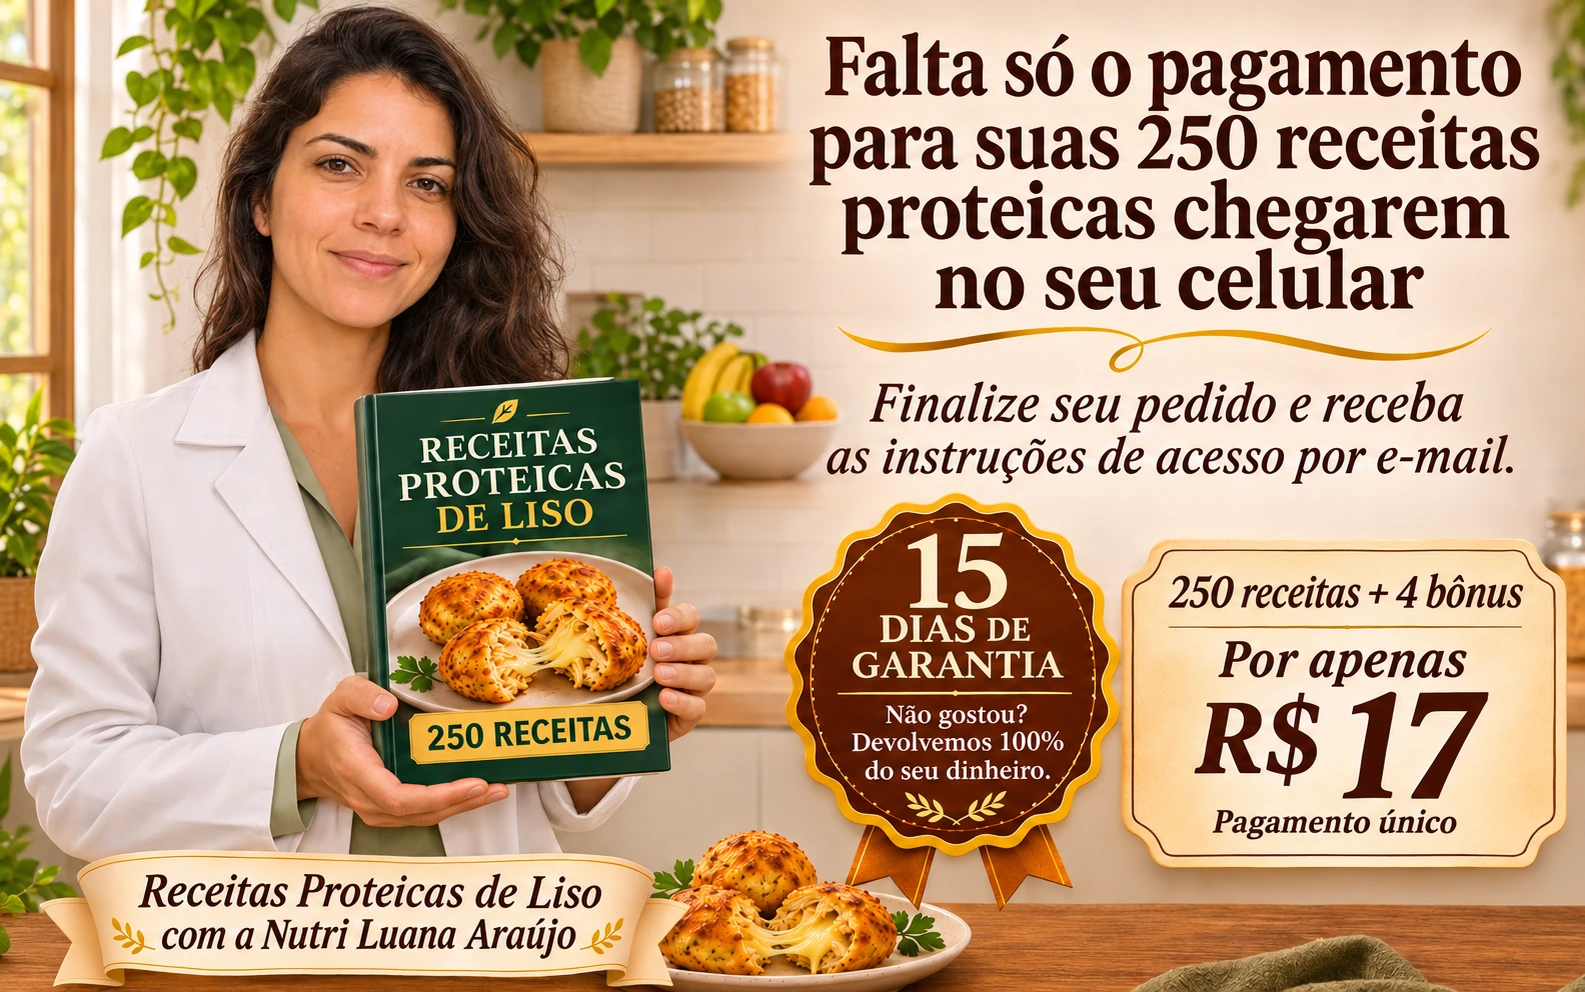 Falta só o pagamento
para suas 250 receitas
proteicas chegarem
no seu celular
Finalize seu pedido e receba
as instruções de acesso por e-mail.
RECEITAS
PROTEICAS
DE LISO
250 RECEITAS
15
DIAS DE
GARANTIA
Não gostou?
Devolvemos 100%
do seu dinheiro.
250 receitas + 4 bônus
Por apenas
R$ 17
Pagamento único
Receitas Proteicas de Liso
com a Nutri Luana Araújo